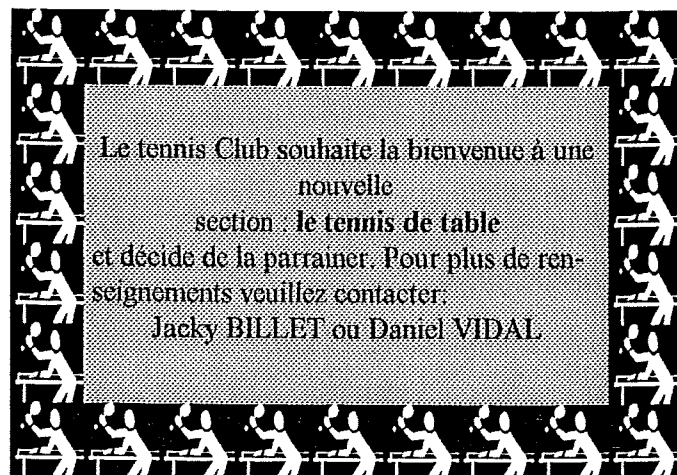 Le tennis Club souhaite la bienvenue à une
nouvelle
section : le tennis de table
et décide de la parrainer. Pour plus de ren-
seignements veuillez contacter:
Jacky BILLET ou Daniel VIDAL